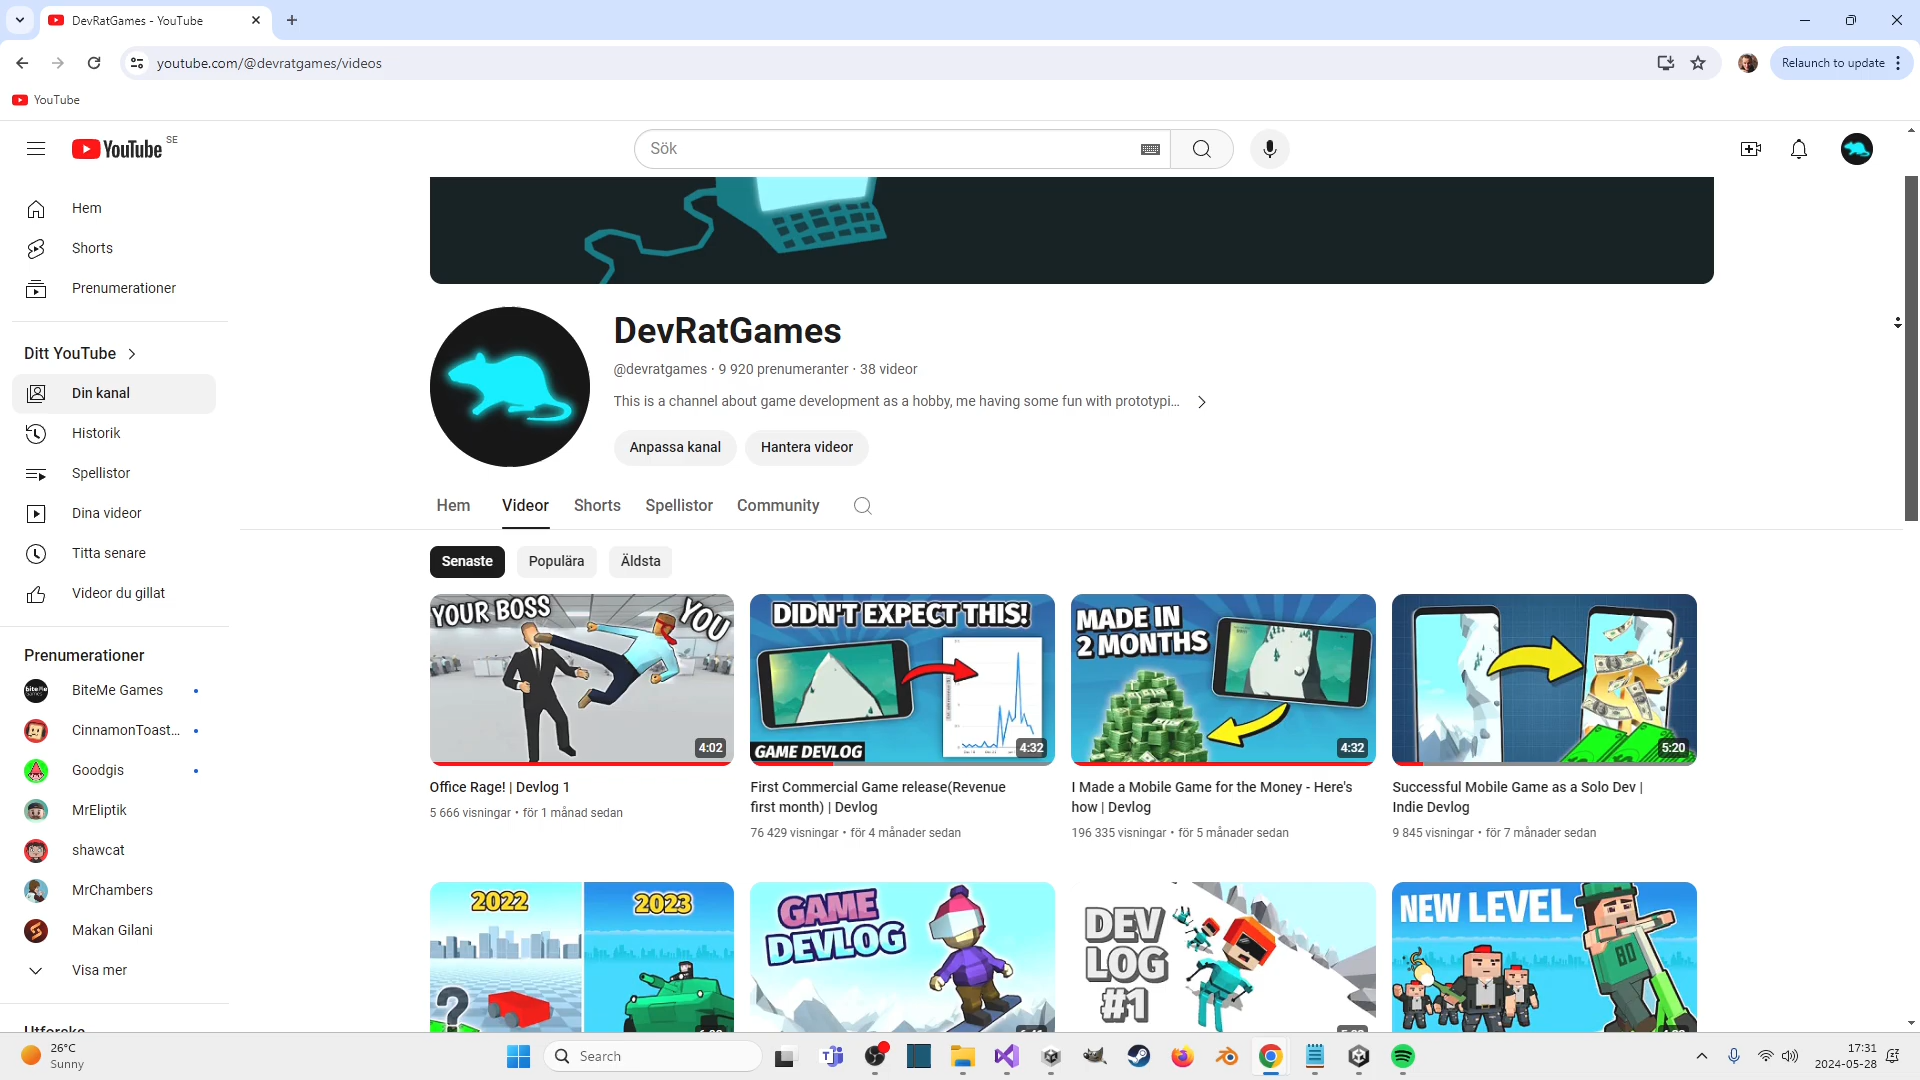 DevRatGames - YouTube
youtube.com/@devratgames/videos
Relaunch to update
YouTube
YouTube SE
Sök
Hem
Shorts
Prenumerationer
Ditt YouTube
Din kanal
Historik
Spellistor
Dina videor
Titta senare
Videor du gillat
Prenumerationer
BiteMe Games
CinnamonToast...
Goodgis
MrEliptik
shawcat
MrChambers
Makan Gilani
Visa mer
Utforska
DevRatGames
@devratgames · 9 920 prenumeranter · 38 videor
This is a channel about game development as a hobby, me having some fun with prototypi...
Anpassa kanal Hantera videor
Hem Videor Shorts Spellistor Community
Senaste Populära Äldsta
YOUR BOSS YOU
4:02
Office Rage! | Devlog 1
5 666 visningar • för 1 månad sedan
DIDN'T EXPECT THIS!
GAME DEVLOG
4:32
First Commercial Game release(Revenue
first month) | Devlog
76 429 visningar • för 4 månader sedan
MADE IN
2 MONTHS
4:32
I Made a Mobile Game for the Money - Here's
how | Devlog
196 335 visningar • för 5 månader sedan
5:20
Successful Mobile Game as a Solo Dev |
Indie Devlog
9 845 visningar • för 7 månader sedan
2022 2023
?
GAME
DEVLOG
DEV
LOG
#1
NEW LEVEL
80
26°C
Sunny
Search
17:31
2024-05-28